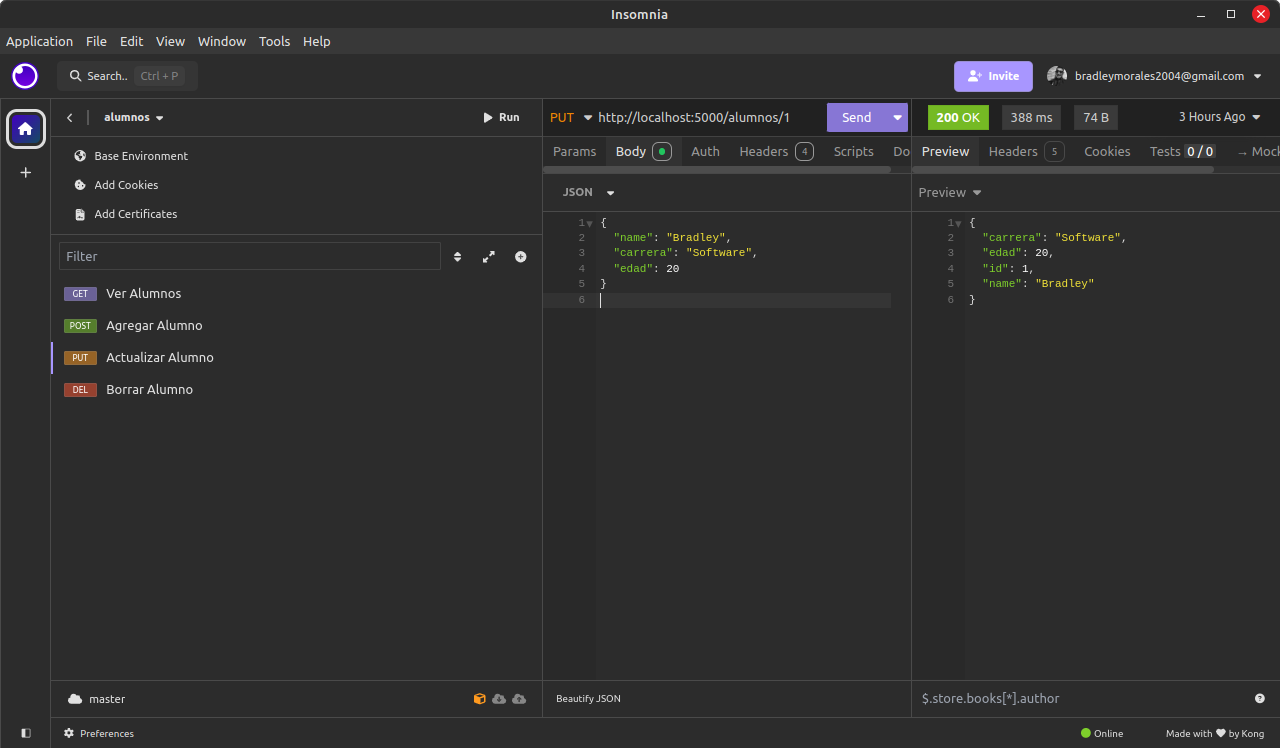 Insomnia
Application File Edit View Window Tools Help
Search.. Ctrl + P
Invite
bradleymorales2004@gmail.com
alumnos
Run
Base Environment
Add Cookies
Add Certificates
Filter
GET Ver Alumnos
POST Agregar Alumno
PUT Actualizar Alumno
DEL Borrar Alumno
master
PUT http://localhost:5000/alumnos/1 Send
Params Body Auth Headers 4 Scripts Do
JSON
1 {
2 "name": "Bradley",
3 "carrera": "Software",
4 "edad": 20
5 }
6
Beautify JSON
200 OK 388 ms 74 B 3 Hours Ago
Preview Headers 5 Cookies Tests 0 / 0 → Mock
Preview
1 {
2 "carrera": "Software",
3 "edad": 20,
4 "id": 1,
5 "name": "Bradley"
6 }
$.store.books[*].author
Preferences
Online
Made with ❤ by Kong